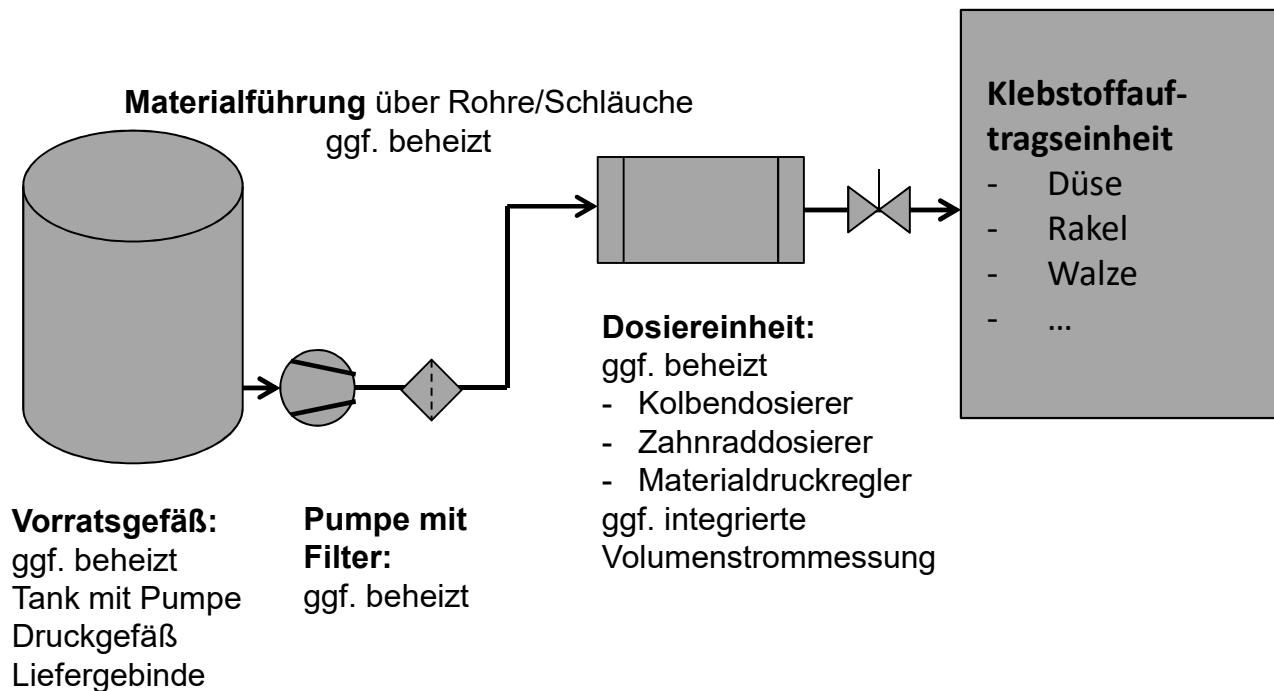 Materialführung über Rohre/Schläuche
ggf. beheizt
Klebstoffauf-
tragseinheit
- Düse
- Rakel
- Walze
- ...
Dosiereinheit:
ggf. beheizt
- Kolbendosierer
- Zahnraddosierer
- Materialdruckregler
ggf. integrierte
Volumenstrommessung
Vorratsgefäß:
ggf. beheizt
Tank mit Pumpe
Druckgefäß
Liefergebinde
Pumpe mit
Filter:
ggf. beheizt